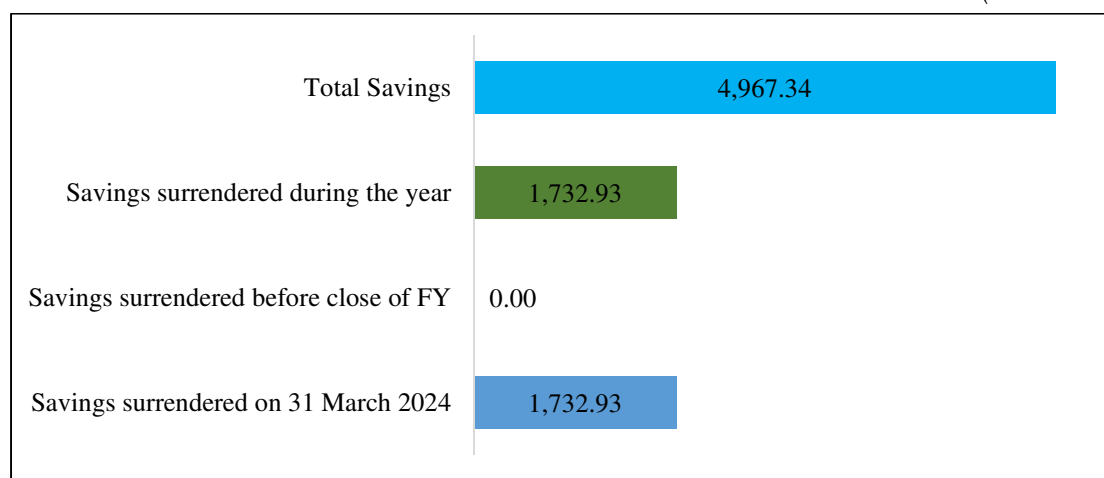 (
Total Savings
4,967.34
Savings surrendered during the year
1,732.93
Savings surrendered before close of FY
0.00
Savings surrendered on 31 March 2024
1,732.93